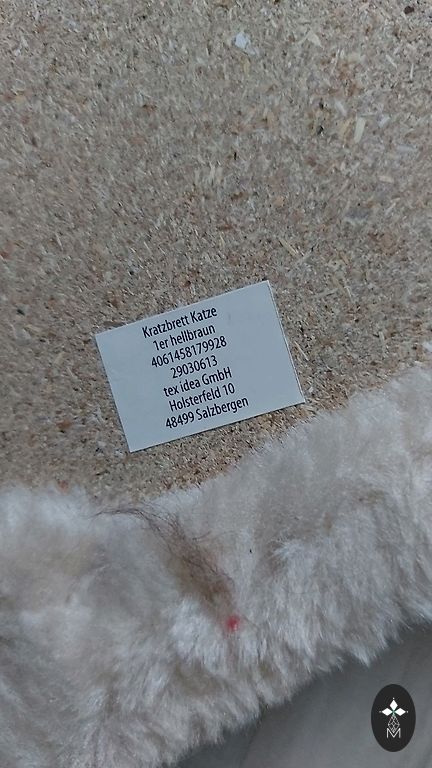 Kratzbrett Katze
1er hellbraun
4061458179928
29030613
tex idea GmbH
Holsterfeld 10
48499 Salzbergen
M